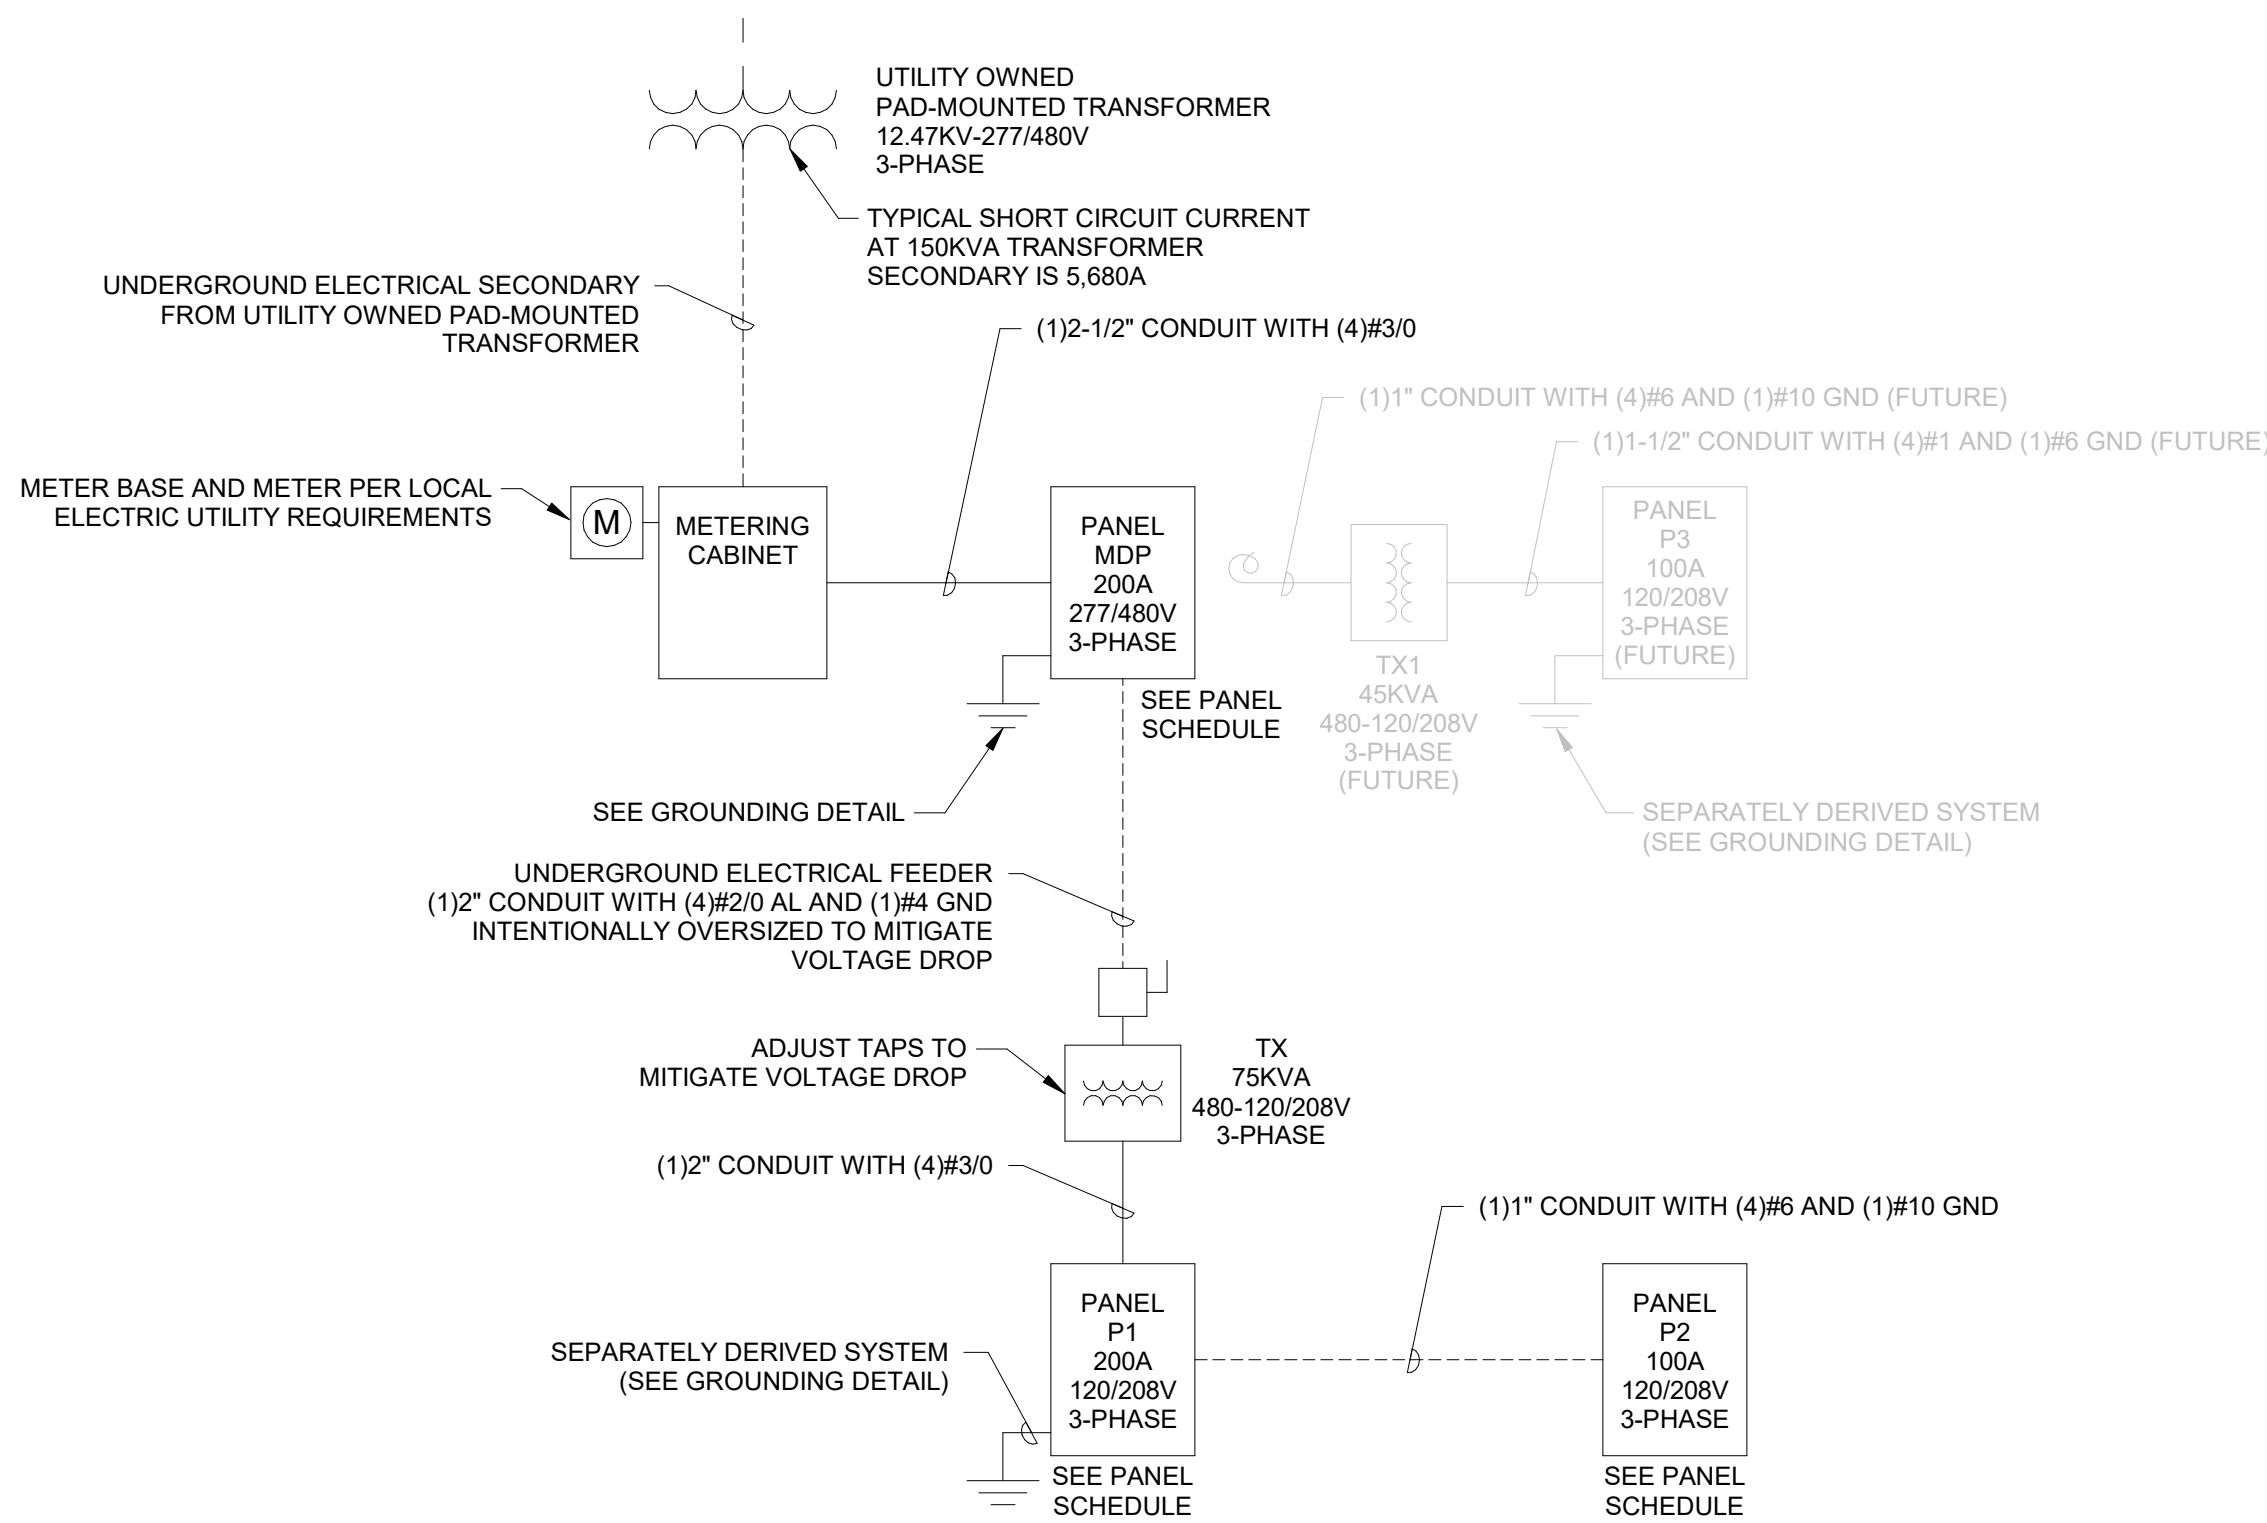 UTILITY OWNED
PAD-MOUNTED TRANSFORMER
12.47KV-277/480V
3-PHASE
TYPICAL SHORT CIRCUIT CURRENT
AT 150KVA TRANSFORMER
SECONDARY IS 5,680A
UNDERGROUND ELECTRICAL SECONDARY
FROM UTILITY OWNED PAD-MOUNTED
TRANSFORMER
(1)2-1/2" CONDUIT WITH (4)#3/0
(1)1" CONDUIT WITH (4)#6 AND (1)#10 GND (FUTURE)
(1)1-1/2" CONDUIT WITH (4)#1 AND (1)#6 GND (FUTURE)
METER BASE AND METER PER LOCAL
ELECTRIC UTILITY REQUIREMENTS
M
METERING
CABINET
PANEL
MDP
200A
277/480V
3-PHASE
SEE PANEL
SCHEDULE
TX1
45KVA
480-120/208V
3-PHASE
(FUTURE)
PANEL
P3
100A
120/208V
3-PHASE
(FUTURE)
SEE GROUNDING DETAIL
SEPARATELY DERIVED SYSTEM
(SEE GROUNDING DETAIL)
UNDERGROUND ELECTRICAL FEEDER
(1)2" CONDUIT WITH (4)#2/0 AL AND (1)#4 GND
INTENTIONALLY OVERSIZED TO MITIGATE
VOLTAGE DROP
ADJUST TAPS TO
MITIGATE VOLTAGE DROP
TX
75KVA
480-120/208V
3-PHASE
(1)2" CONDUIT WITH (4)#3/0
(1)1" CONDUIT WITH (4)#6 AND (1)#10 GND
SEPARATELY DERIVED SYSTEM
(SEE GROUNDING DETAIL)
PANEL
P1
200A
120/208V
3-PHASE
SEE PANEL
SCHEDULE
PANEL
P2
100A
120/208V
3-PHASE
SEE PANEL
SCHEDULE